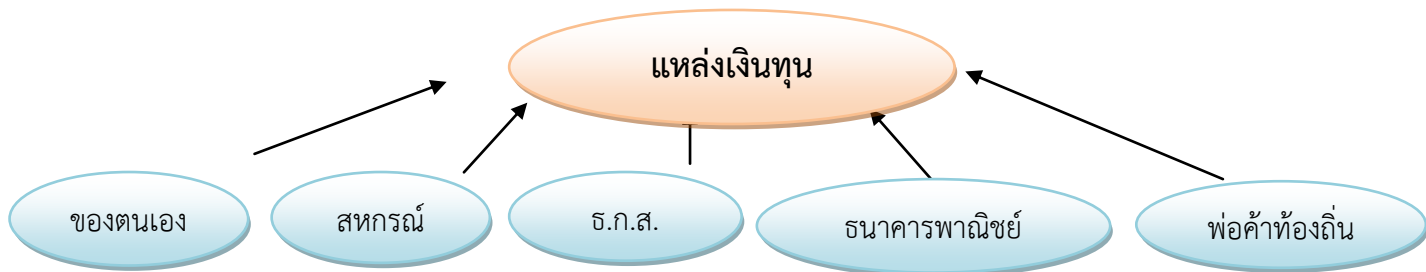 แหล่งเงินทุน
ของตนเอง
สหกรณ์
ธ.ก.ส.
ธนาคารพาณิชย์
พ่อค้าท้องถิ่น